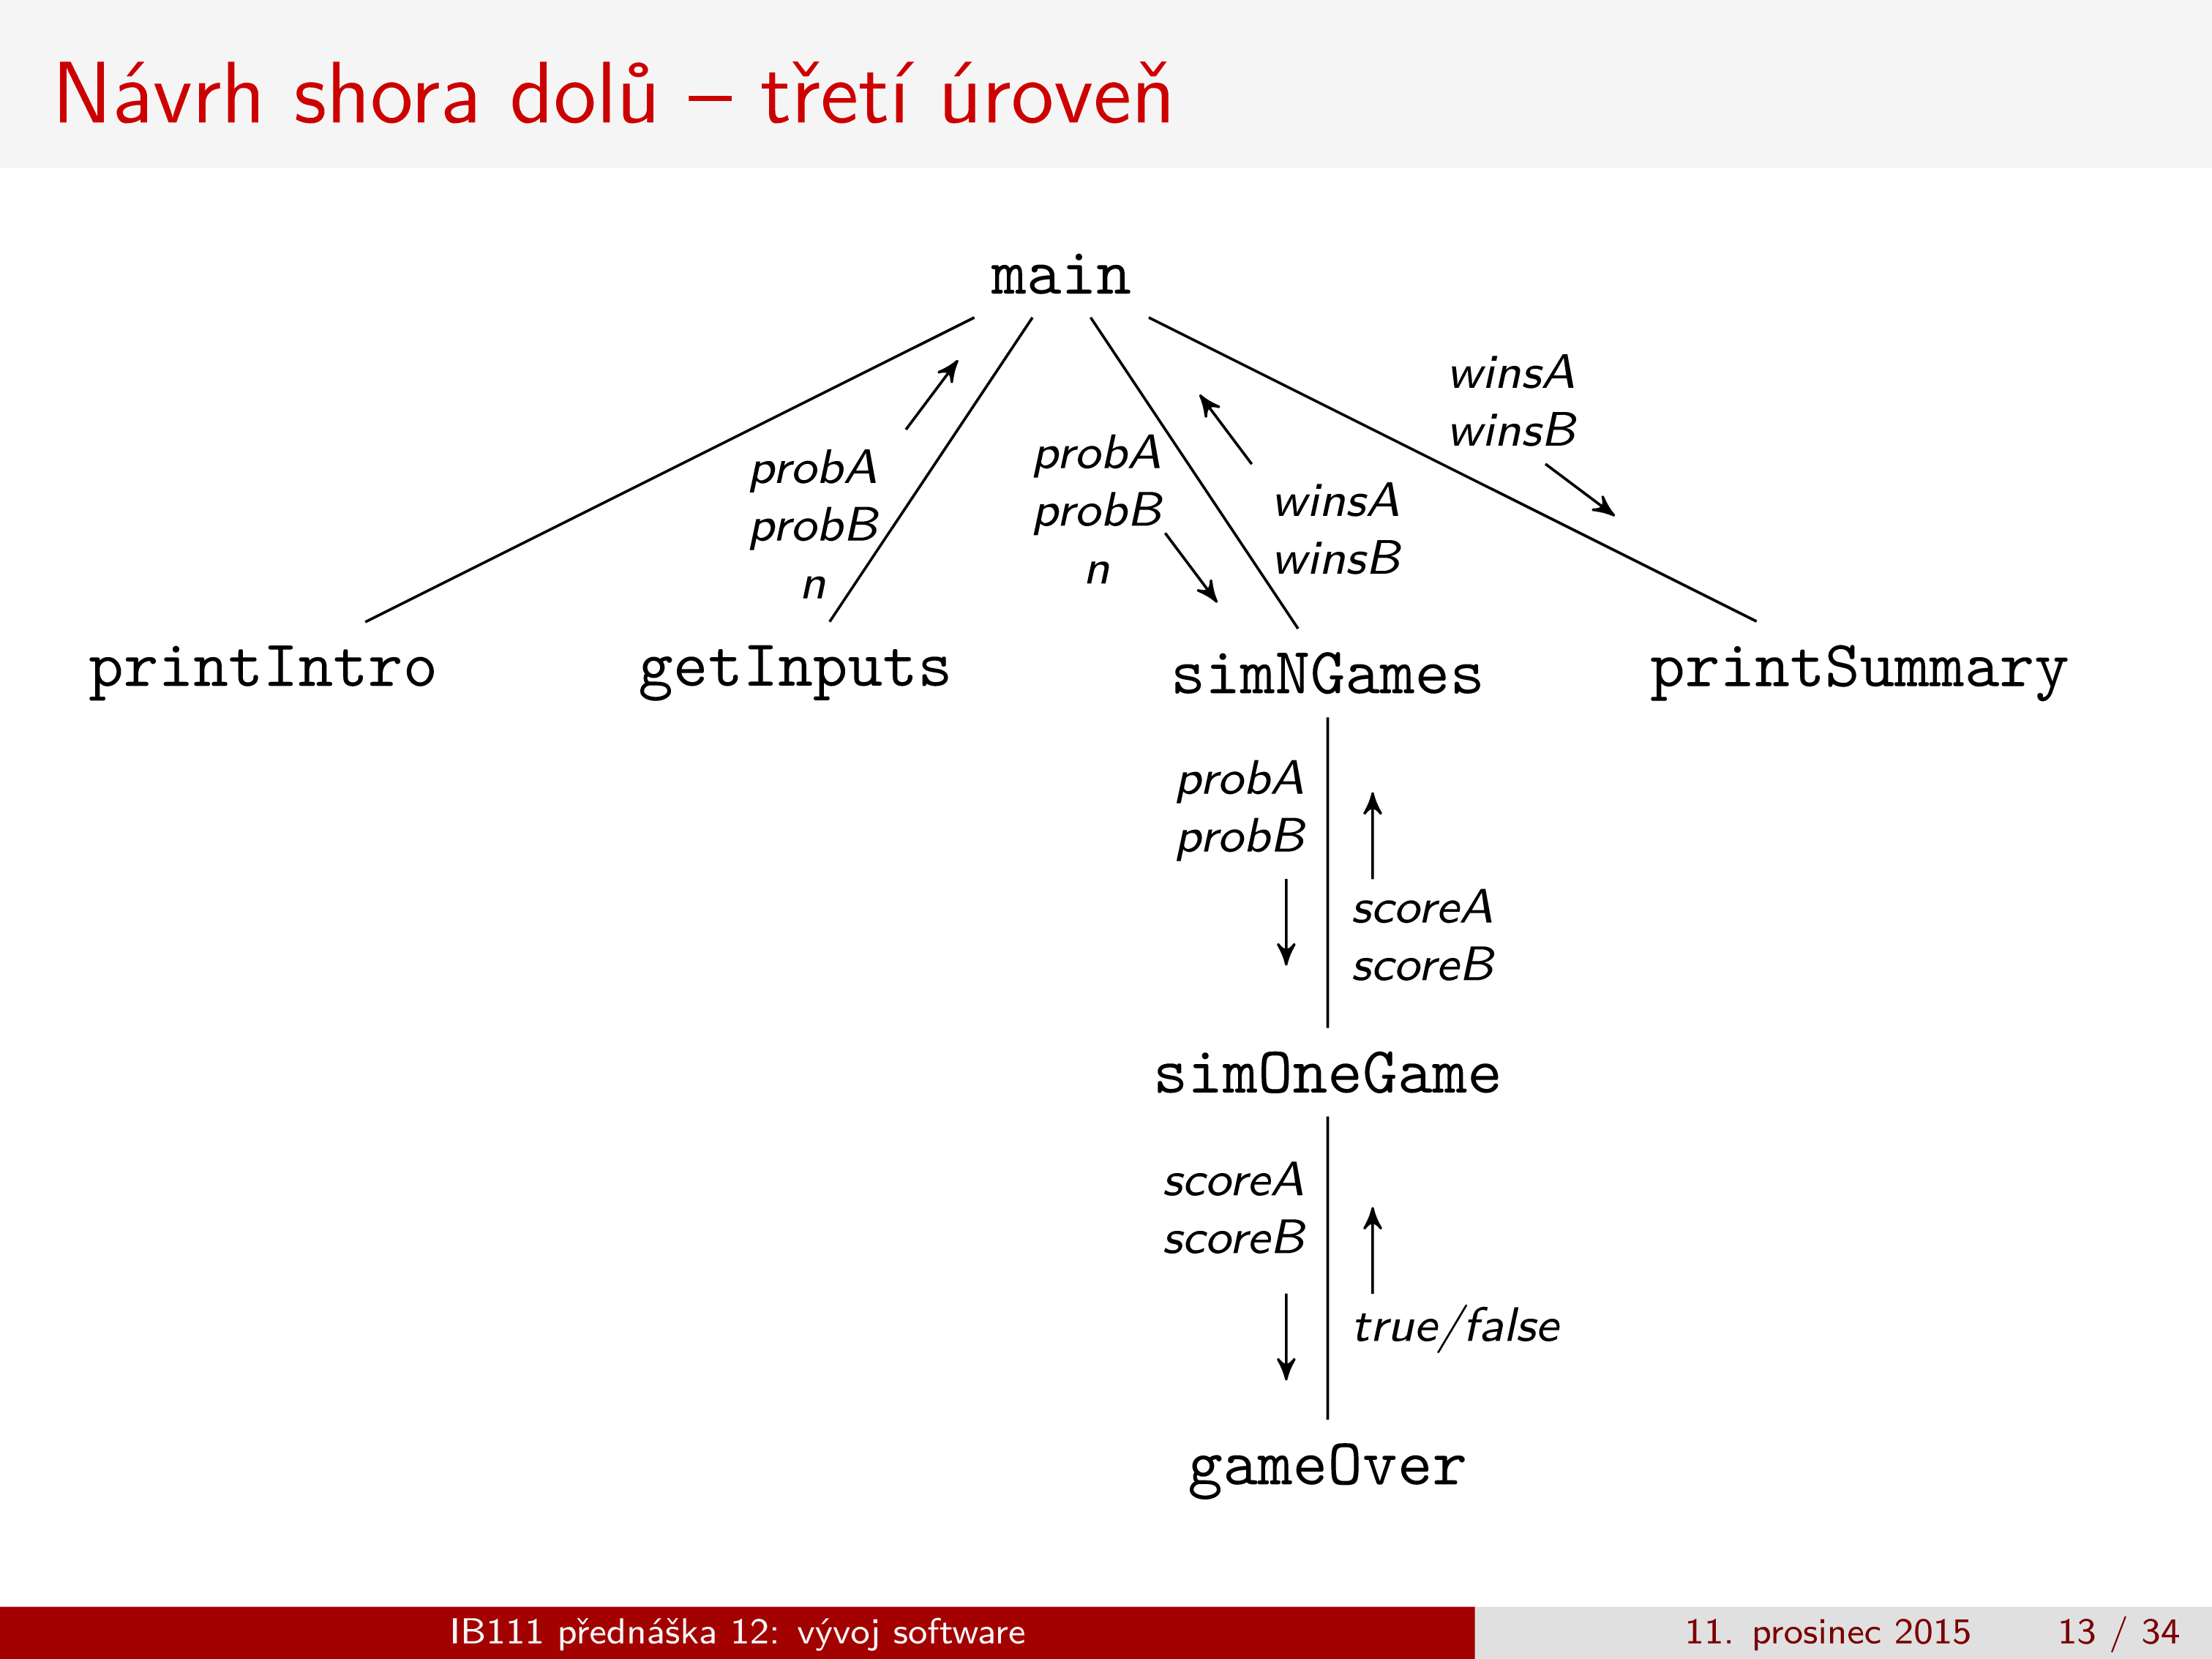 Návrh shora dolů – třetí úroveň
main
winsA
winsB
probA
probB
n
probA
probB
n
winsA
winsB
printIntro
getInputs
simNGames
printSummary
probA
probB
scoreA
scoreB
simOneGame
scoreA
scoreB
true/false
gameOver
IB111 přednáška 12: vývoj software
11. prosinec 2015
13 / 34